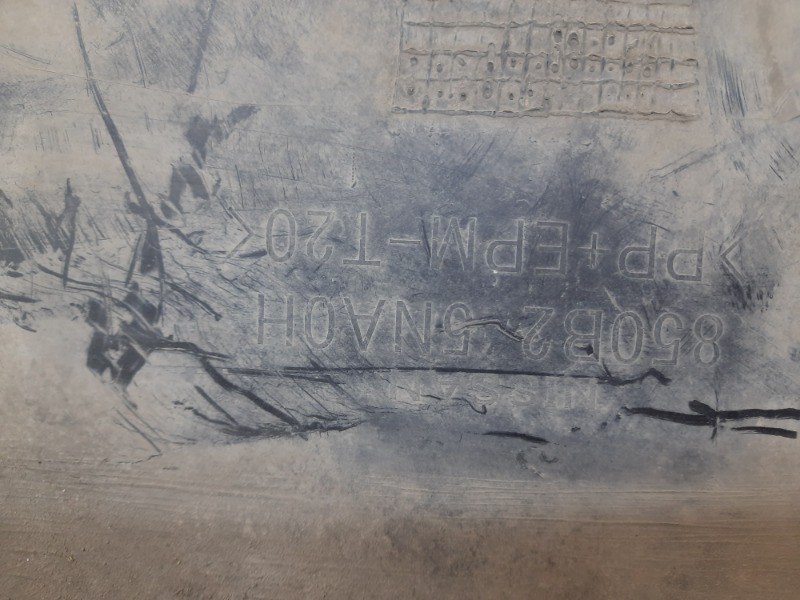 NISSAN
850B2 5NA0H
>PP+EPM-T20<